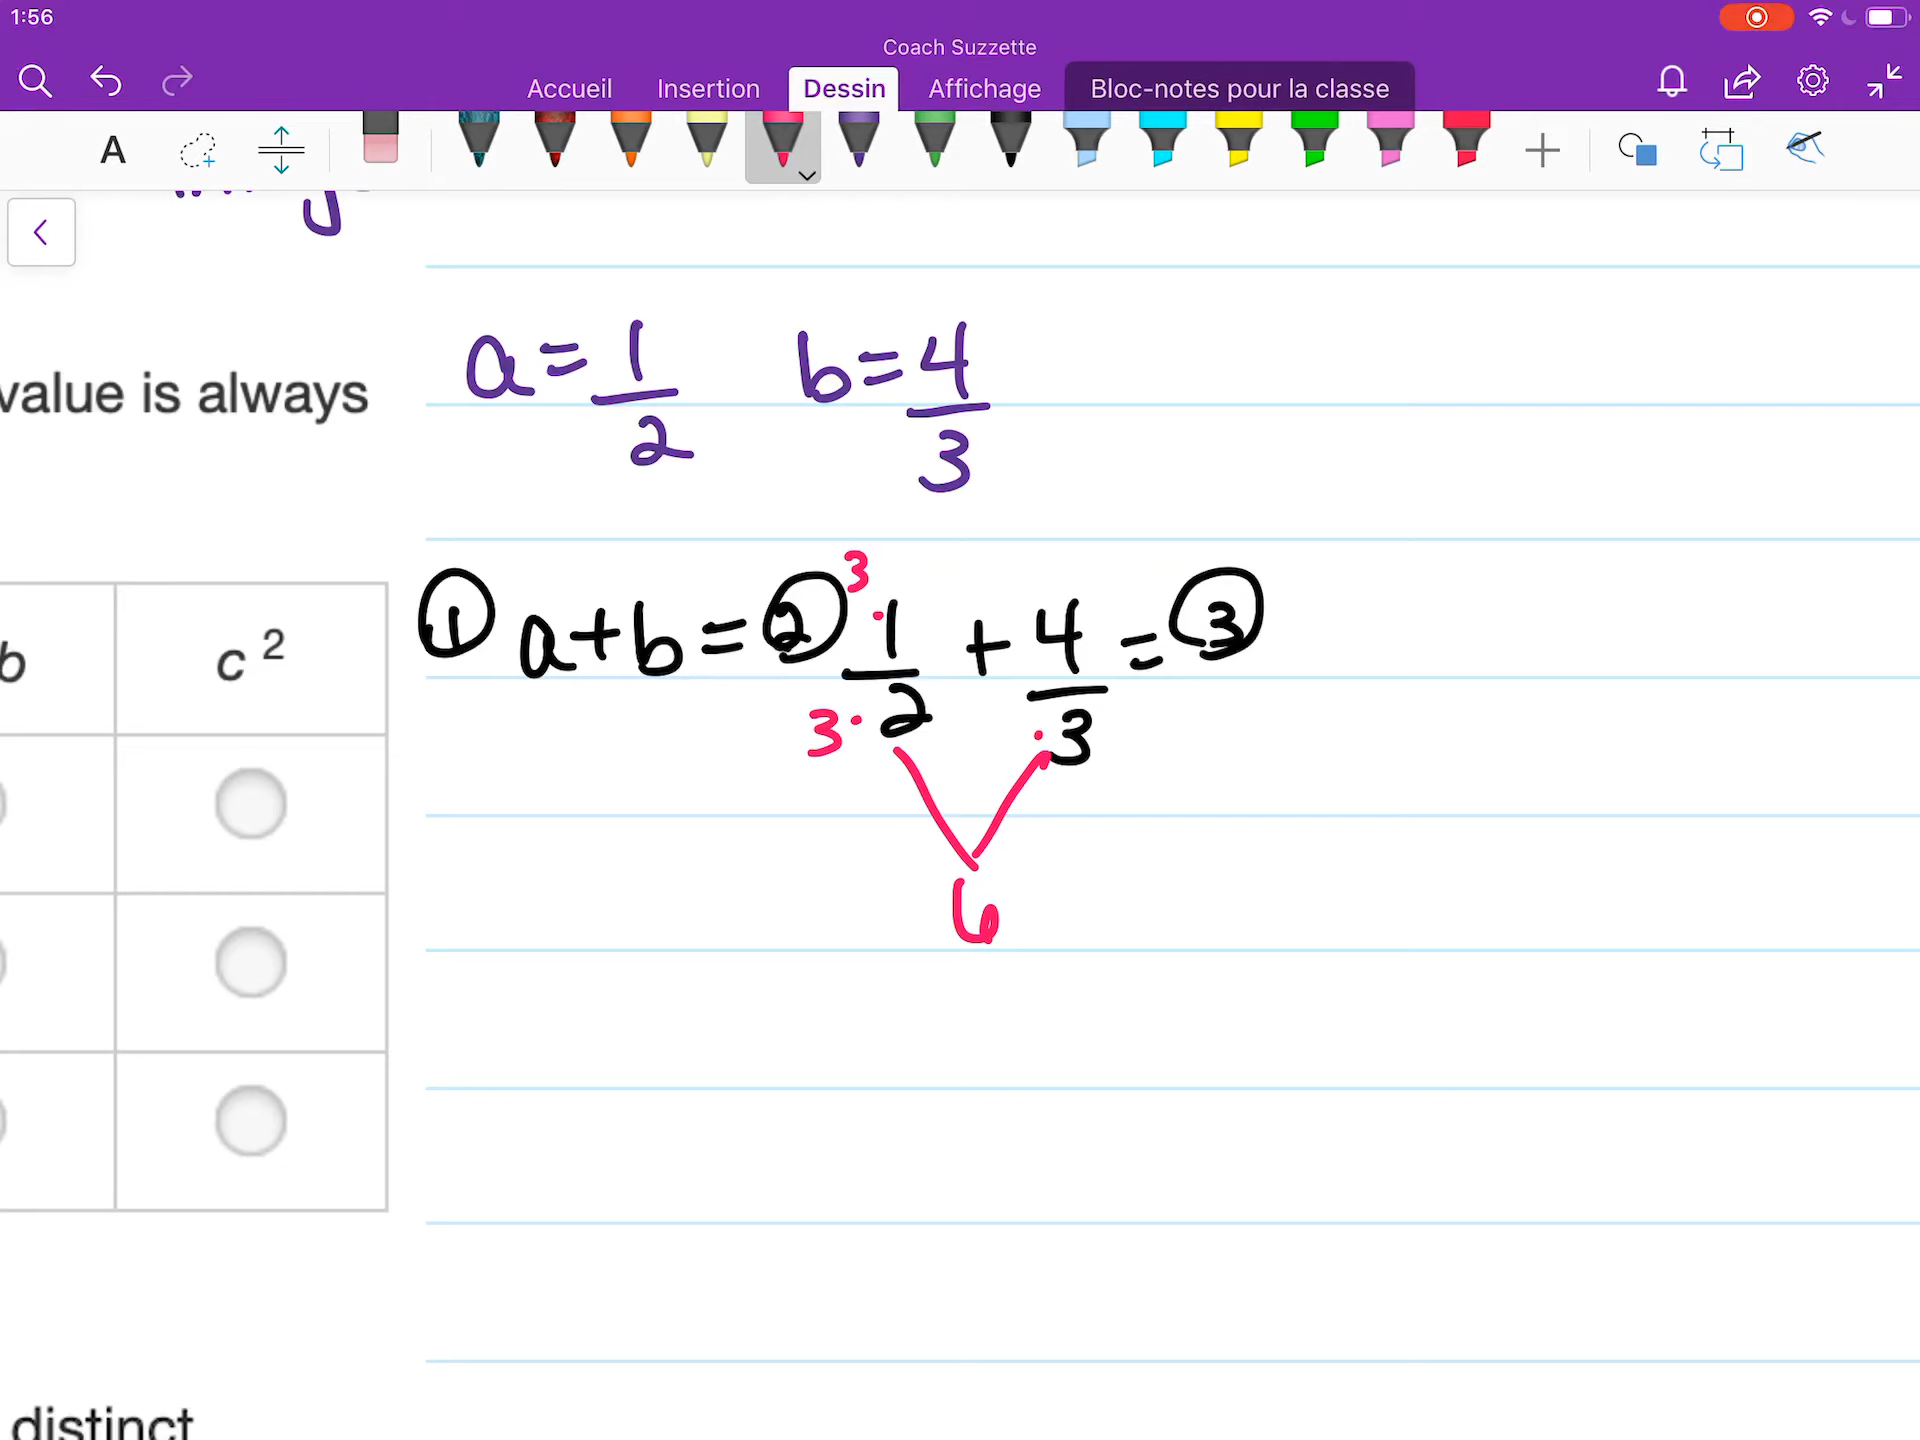 1:56
Coach Suzzette
Accueil Insertion Dessin Affichage Bloc-notes pour la classe
A
value is always
a = 1/2 b = 4/3
① a+b = ② 3 · 1 / 3 · 2 + 4 / · 3 = ③
6
b c 2
distinct